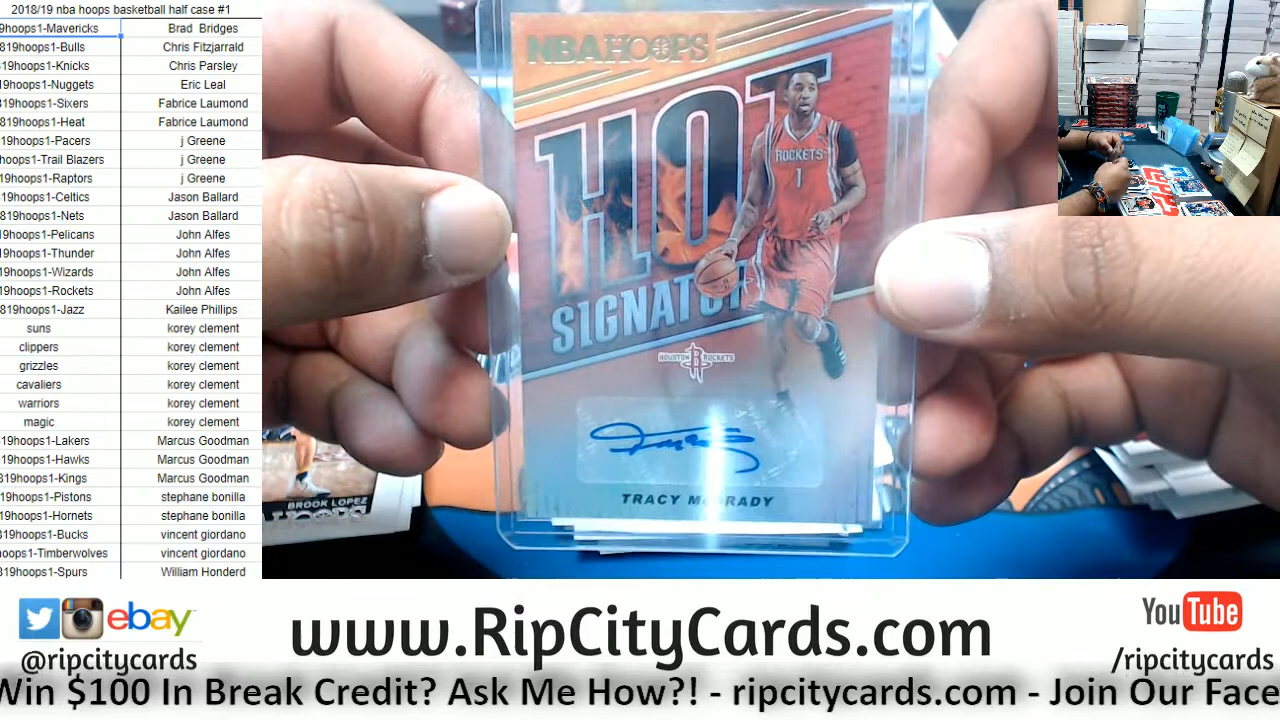 2018/19 nba hoops basketball half case #1
9hoops1-Mavericks Brad Bridges
819hoops1-Bulls Chris Fitzjarrald
819hoops1-Knicks Chris Parsley
19hoops1-Nuggets Eric Leal
819hoops1-Sixers Fabrice Laumond
1819hoops1-Heat Fabrice Laumond
19hoops1-Pacers j Greene
hoops1-Trail Blazers j Greene
19hoops1-Raptors j Greene
19hoops1-Celtics Jason Ballard
819hoops1-Nets Jason Ballard
19hoops1-Pelicans John Alfes
19hoops1-Thunder John Alfes
19hoops1-Wizards John Alfes
19hoops1-Rockets John Alfes
1819hoops1-Jazz Kailee Phillips
suns korey clement
clippers korey clement
grizzles korey clement
cavaliers korey clement
warriors korey clement
magic korey clement
19hoops1-Lakers Marcus Goodman
19hoops1-Hawks Marcus Goodman
819hoops1-Kings Marcus Goodman
19hoops1-Pistons stephane bonilla
19hoops1-Hornets stephane bonilla
819hoops1-Bucks vincent giordano
hoops1-Timberwolves vincent giordano
819hoops1-Spurs William Honderd
NBA HOOPS
HOT
ROCKETS
1
SIGNATUR
HOUSTON ROCKETS
TRACY McGRADY
BROOK LOPEZ
HOOPS
ebay
@ripcitycards
www.RipCityCards.com
YouTube
/ripcitycards
Win $100 In Break Credit? Ask Me How?! - ripcitycards.com - Join Our Face